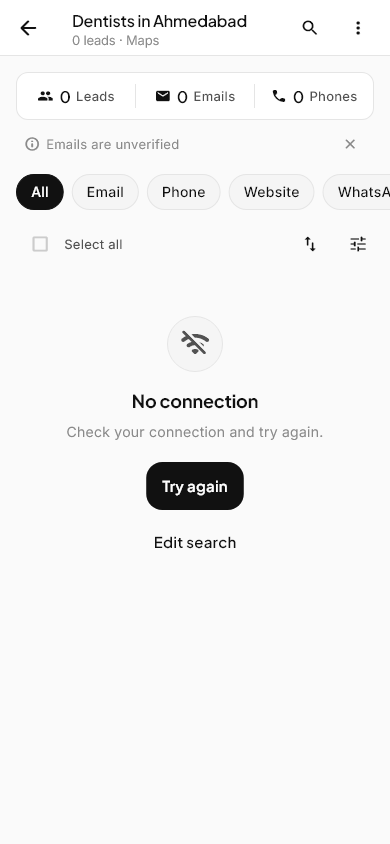 Dentists in Ahmedabad
0 leads · Maps
0 Leads
0 Emails
0 Phones
Emails are unverified
All
Email
Phone
Website
WhatsA
Select all
No connection
Check your connection and try again.
Try again
Edit search